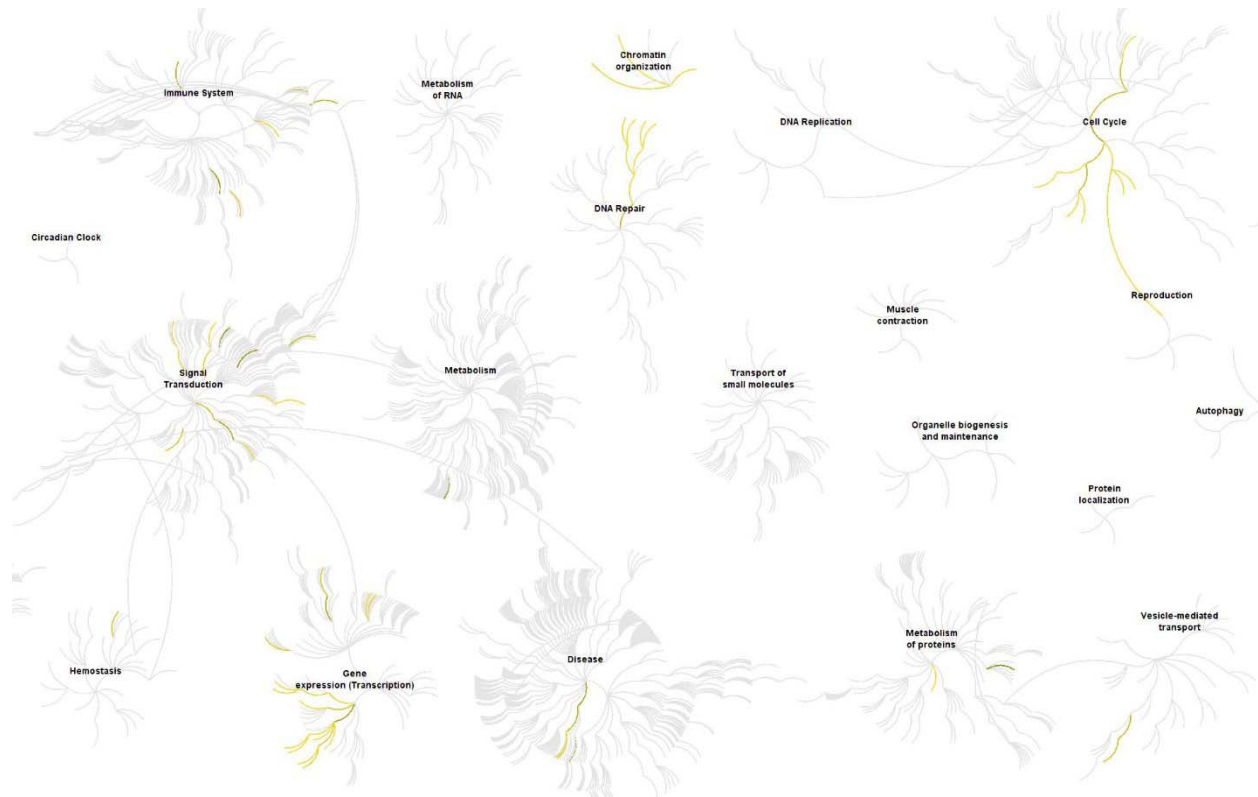 Chromatin
organization
Metabolism
of RNA
Immune System
DNA Replication
Cell Cycle
DNA Repair
Circadian Clock
Reproduction
Muscle
contraction
Signal
Transduction
Metabolism
Transport of
small molecules
Autophagy
Organelle biogenesis
and maintenance
Protein
localization
Vesicle-mediated
transport
Metabolism
of proteins
Hemostasis
Gene
expression (Transcription)
Disease